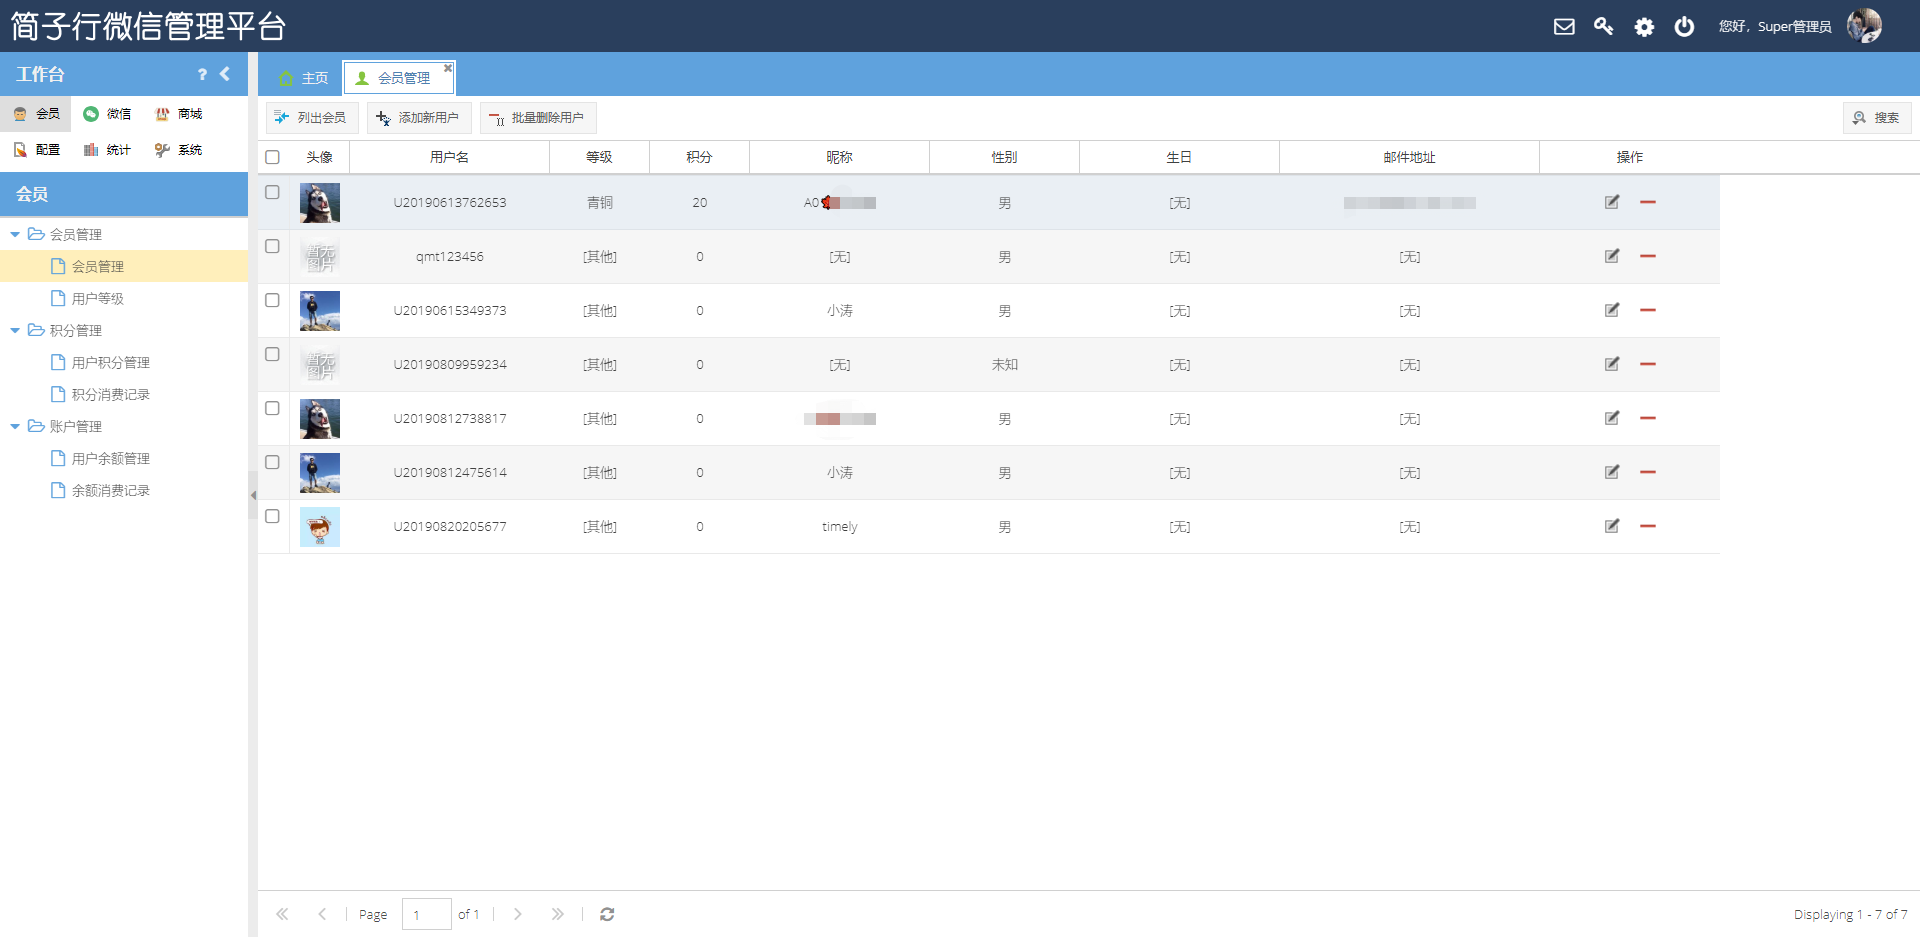 简子行微信管理平台
您好，Super管理员
工作台 ?
会员 微信 商城
配置 统计 系统
会员
会员管理
会员管理
用户等级
积分管理
用户积分管理
积分消费记录
账户管理
用户余额管理
余额消费记录
主页 会员管理
列出会员 添加新用户 批量删除用户 搜索
头像 用户名 等级 积分 昵称 性别 生日 邮件地址 操作
U20190613762653 青铜 20 A0 男 [无]
暂无图片 qmt123456 [其他] 0 [无] 男 [无] [无]
U20190615349373 [其他] 0 小涛 男 [无] [无]
暂无图片 U20190809959234 [其他] 0 [无] 未知 [无] [无]
U20190812738817 [其他] 0 男 [无] [无]
U20190812475614 [其他] 0 小涛 男 [无] [无]
U20190820205677 [其他] 0 timely 男 [无] [无]
Page 1 of 1
Displaying 1 - 7 of 7